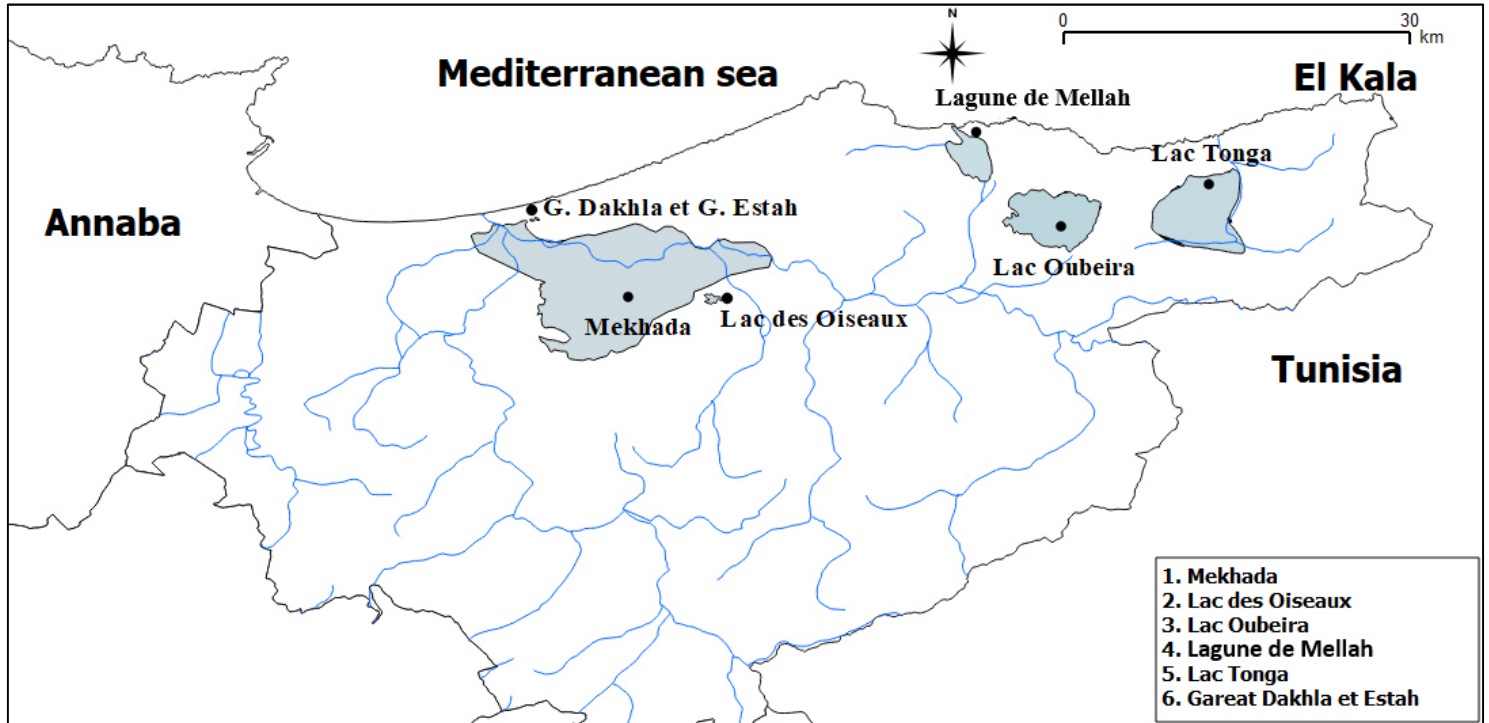 N
0 30
km
Mediterranean sea
El Kala
Lagune de Mellah
Lac Tonga
Annaba
G. Dakhla et G. Estah
Lac Oubeira
Mekhada
Lac des Oiseaux
Tunisia
1. Mekhada
2. Lac des Oiseaux
3. Lac Oubeira
4. Lagune de Mellah
5. Lac Tonga
6. Gareat Dakhla et Estah